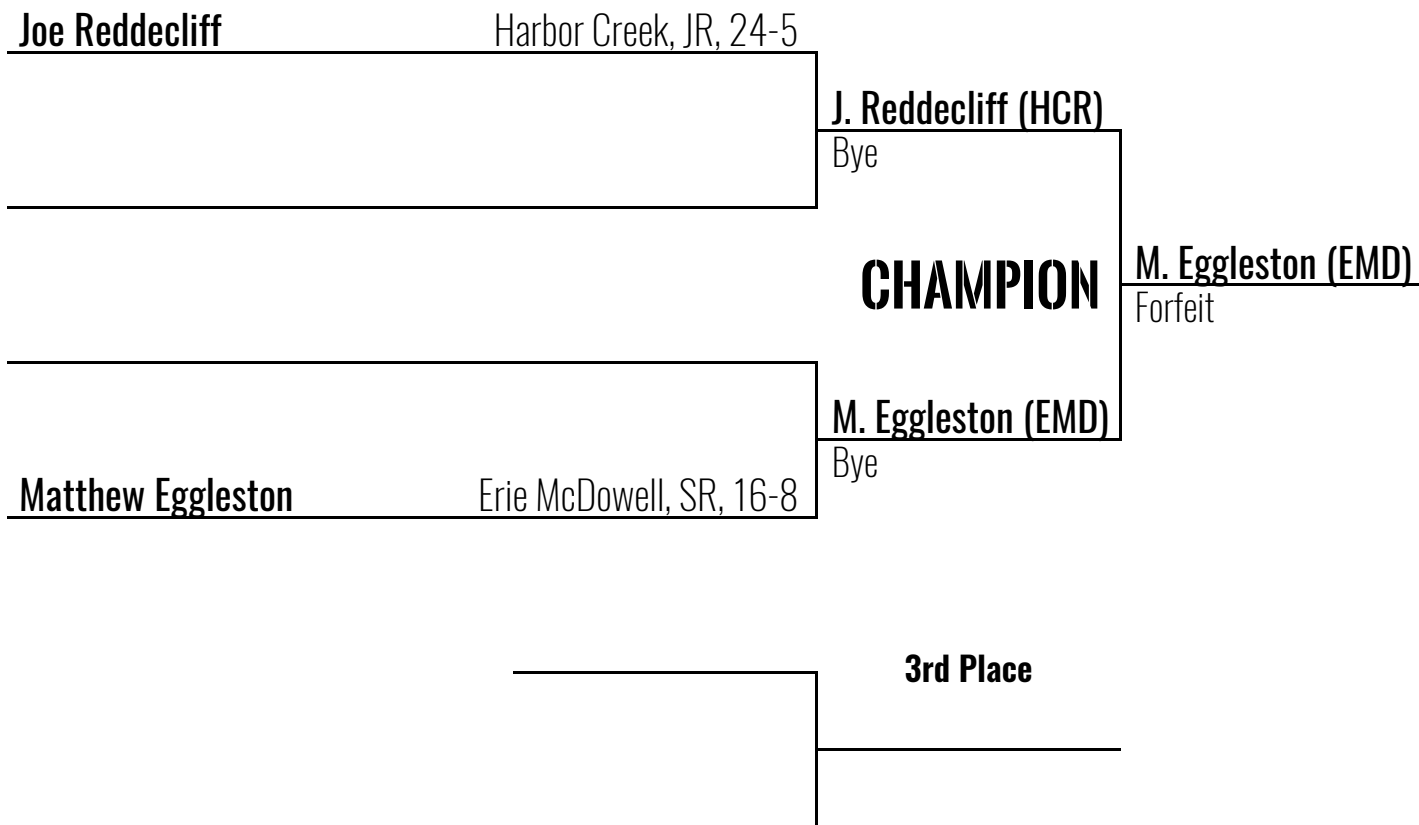 Joe Reddecliff Harbor Creek, JR, 24-5
J. Reddecliff (HCR)
Bye
CHAMPION
M. Eggleston (EMD)
Forfeit
M. Eggleston (EMD)
Bye
Matthew Eggleston Erie McDowell, SR, 16-8
3rd Place